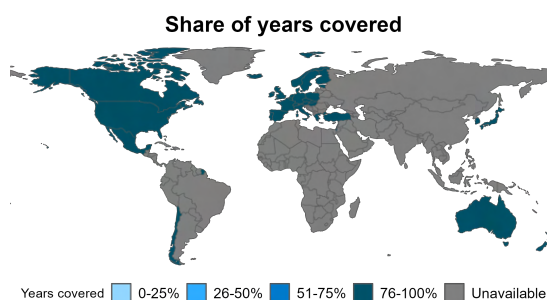 Share of years covered
Years covered 0-25% 26-50% 51-75% 76-100% Unavailable